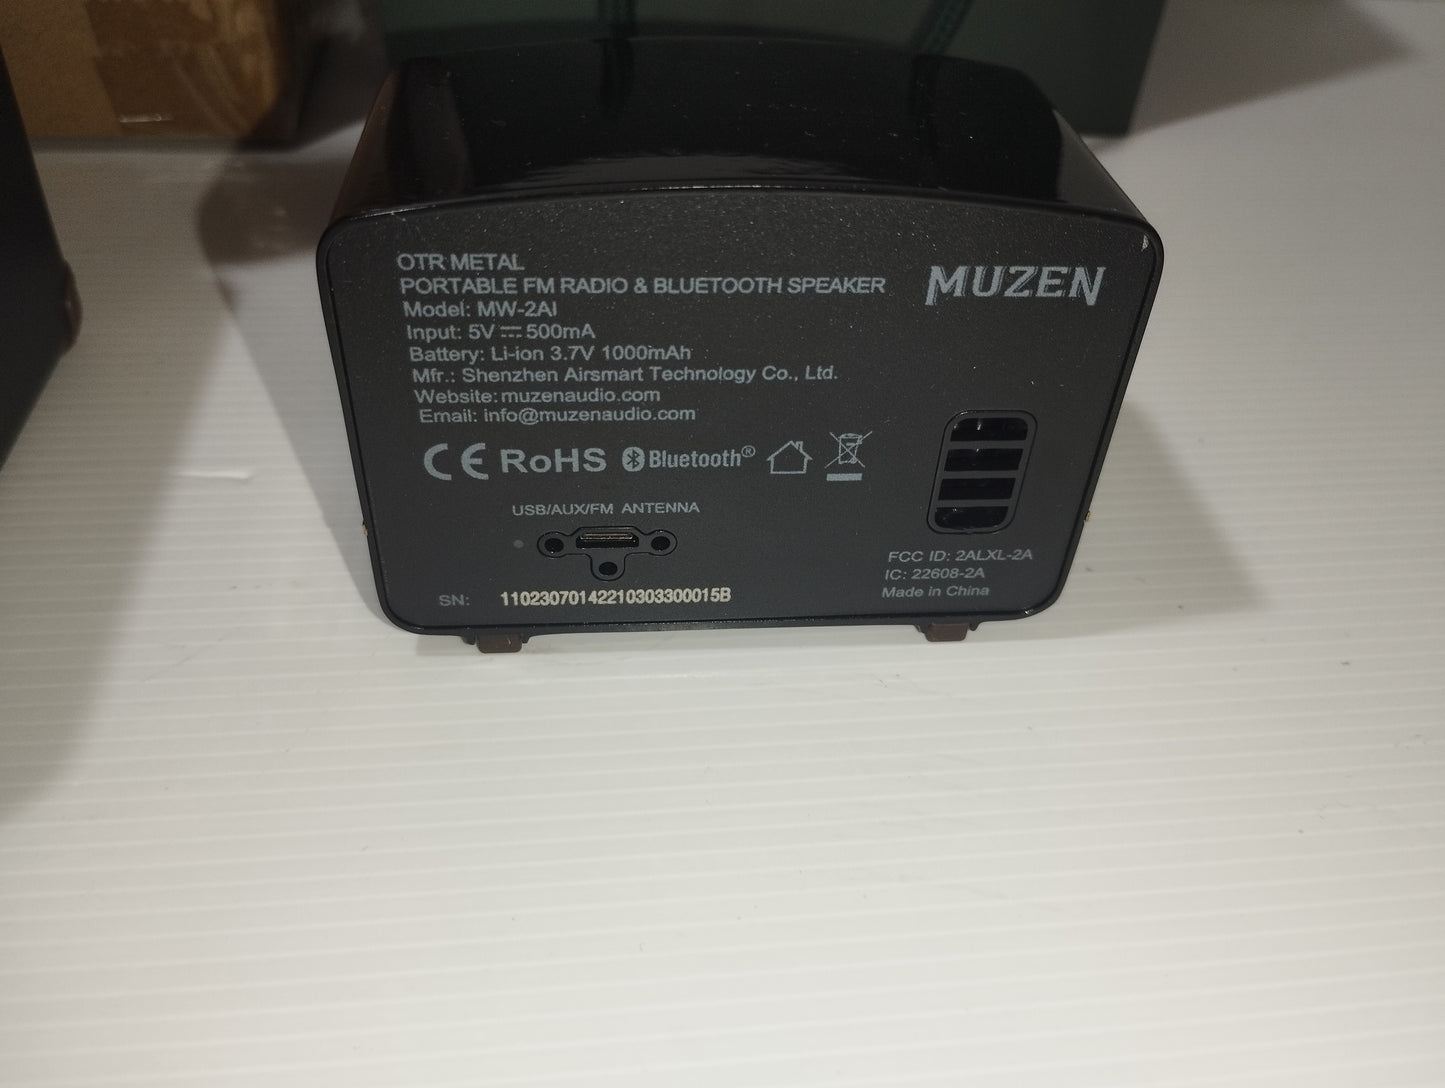 OTR METAL
PORTABLE FM RADIO & BLUETOOTH SPEAKER
Model: MW-2AI
Input: 5V ⎓ 500mA
Battery: Li-ion 3.7V 1000mAh
Mfr.: Shenzhen Airsmart Technology Co., Ltd.
Website: muzenaudio.com
Email: info@muzenaudio.com
MUZEN
CE RoHS Bluetooth®
USB/AUX/FM ANTENNA
SN: 11023070142210303300015B
FCC ID: 2ALXL-2A
IC: 22608-2A
Made in China